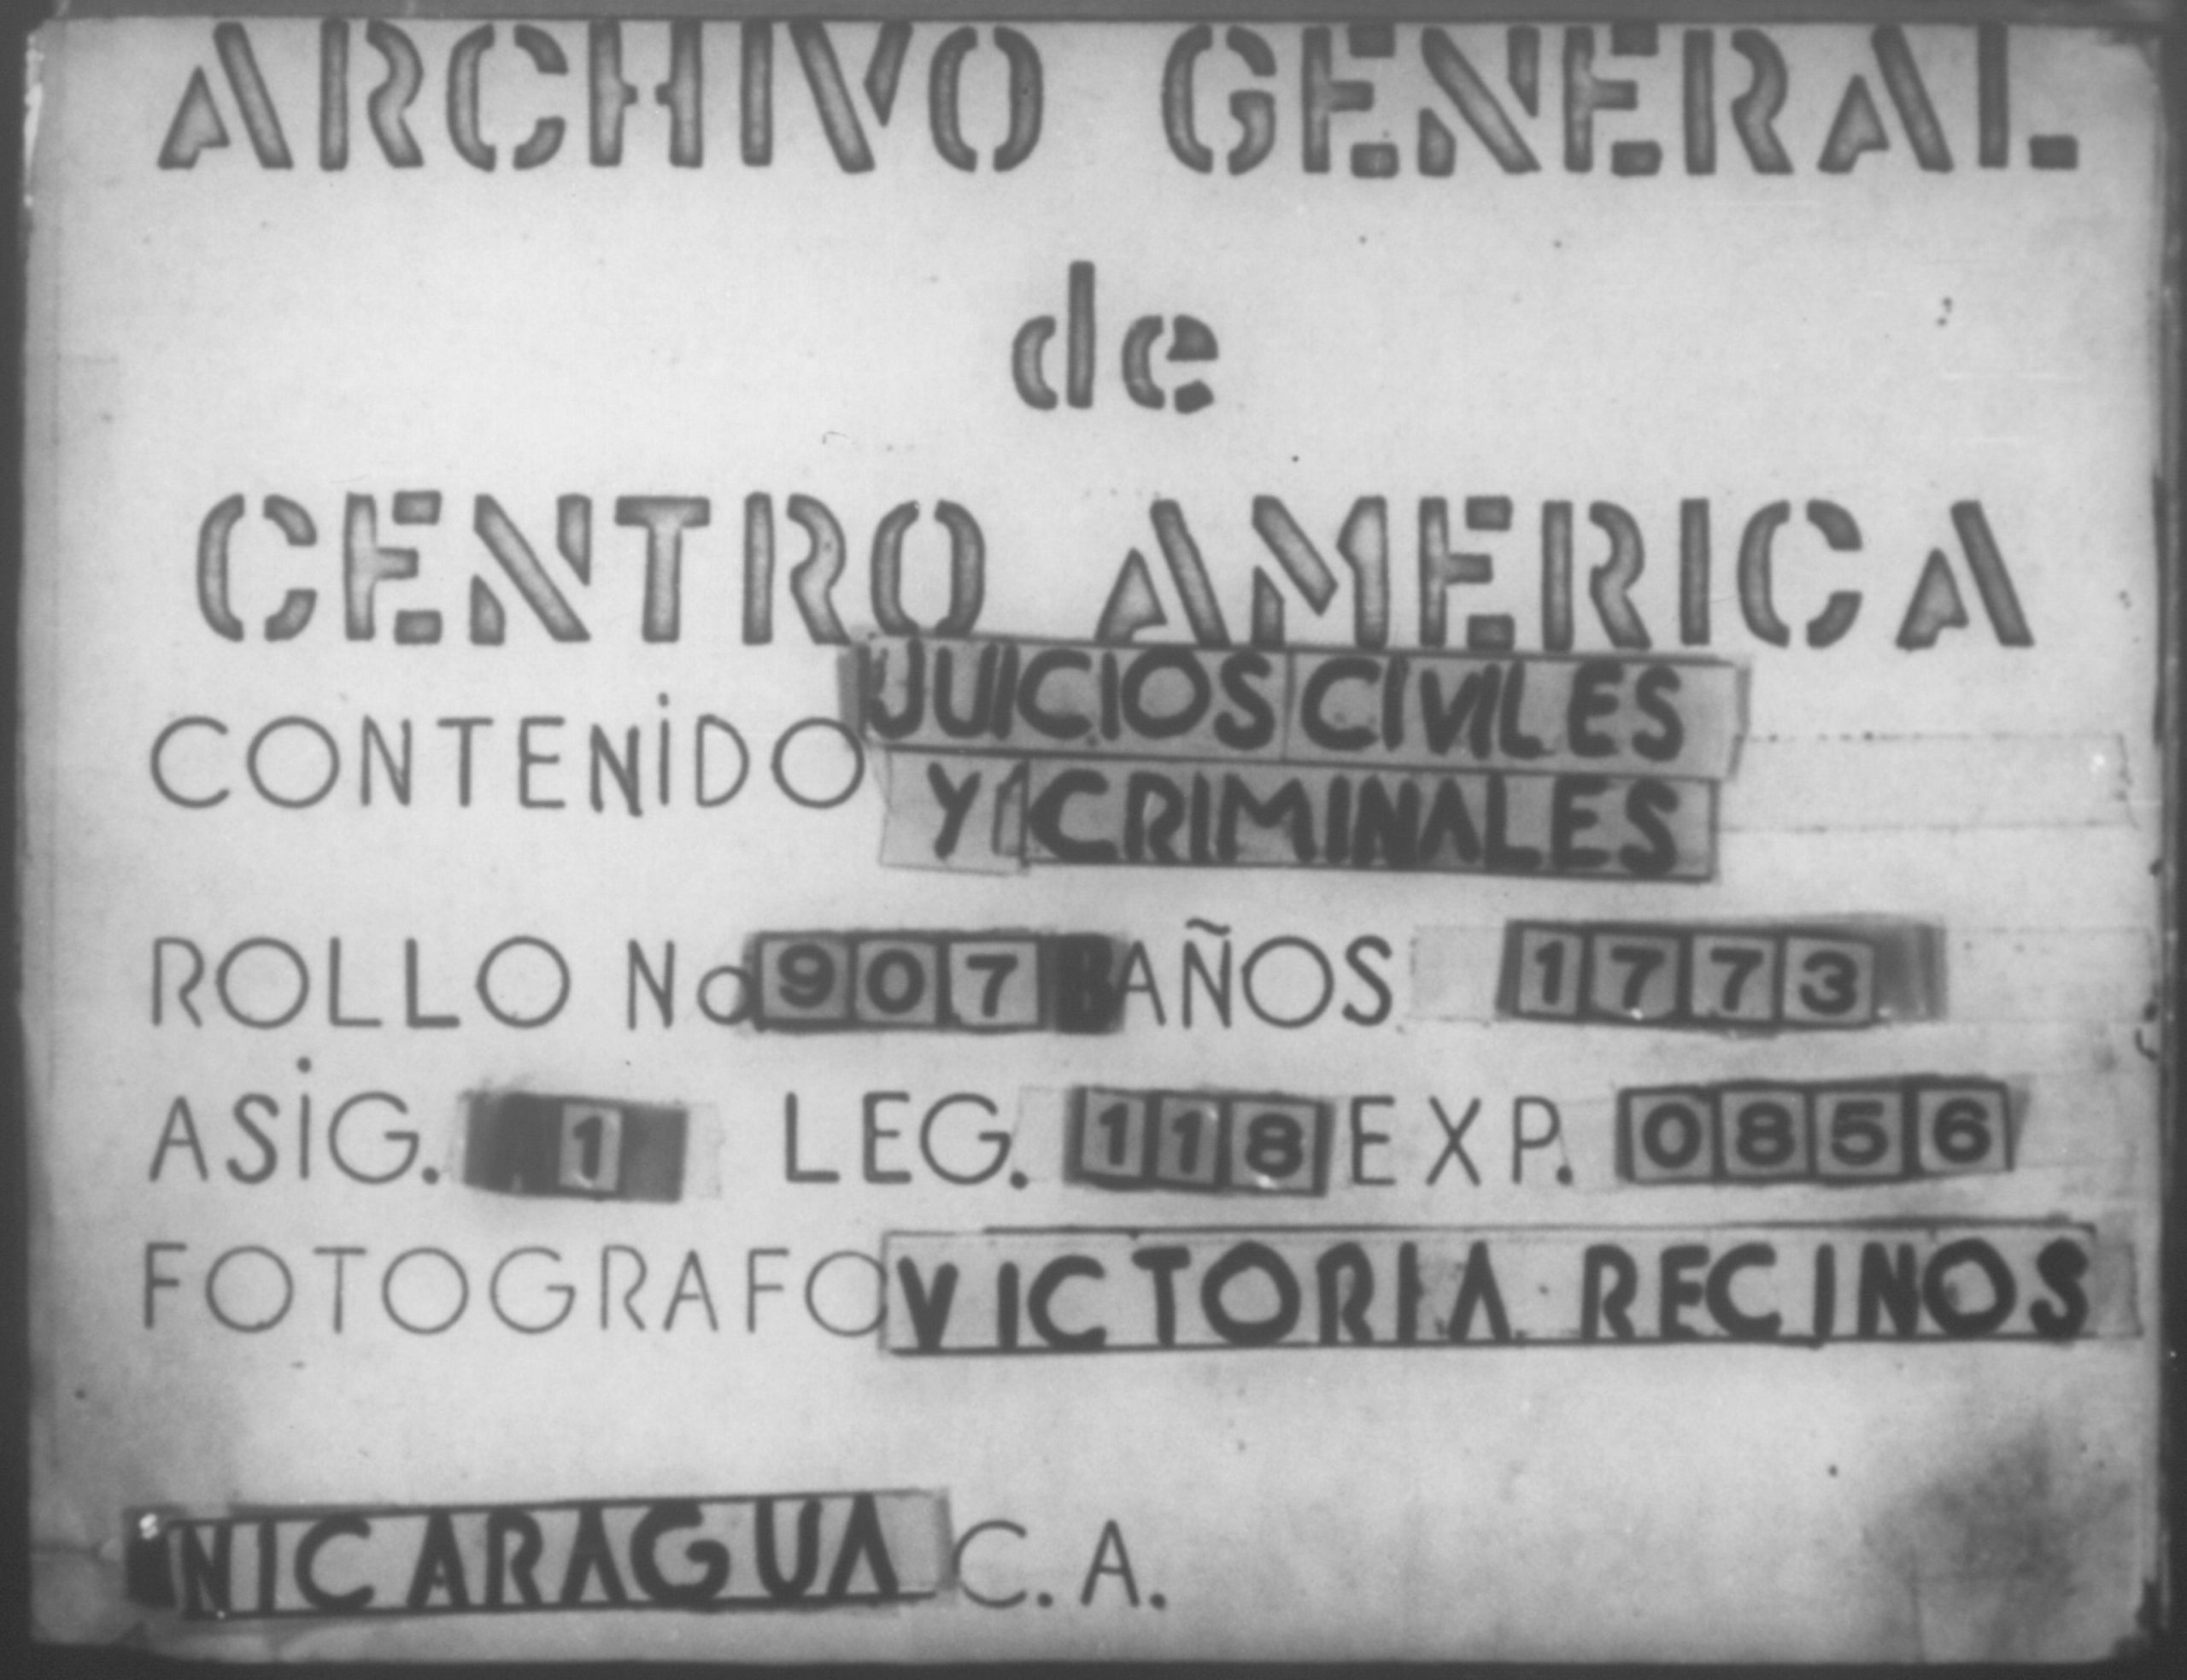 ARCHIVO GENERAL
de
CENTRO AMERICA
CONTENIDO JUICIOS CIVILES
Y CRIMINALES
ROLLO No 907 AÑOS 1773
ASIG. 1 LEG. 118 EXP. 0856
FOTOGRAFO VICTORIA RECINOS
NICARAGUA C.A.